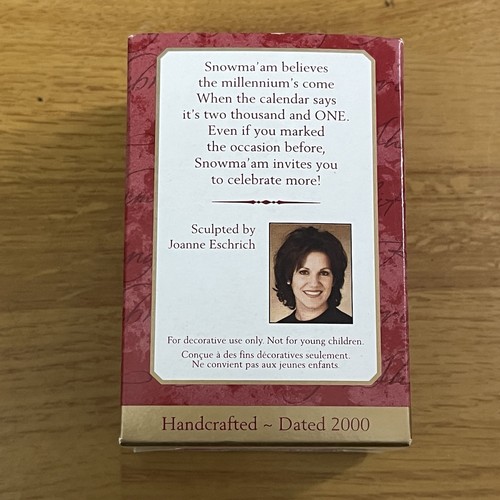 Snowma'am believes
the millennium's come
When the calendar says
it's two thousand and ONE.
Even if you marked
the occasion before,
Snowma'am invites you
to celebrate more!
Sculpted by
Joanne Eschrich
For decorative use only. Not for young children.
Conçue à des fins décoratives seulement.
Ne convient pas aux jeunes enfants.
Handcrafted ~ Dated 2000